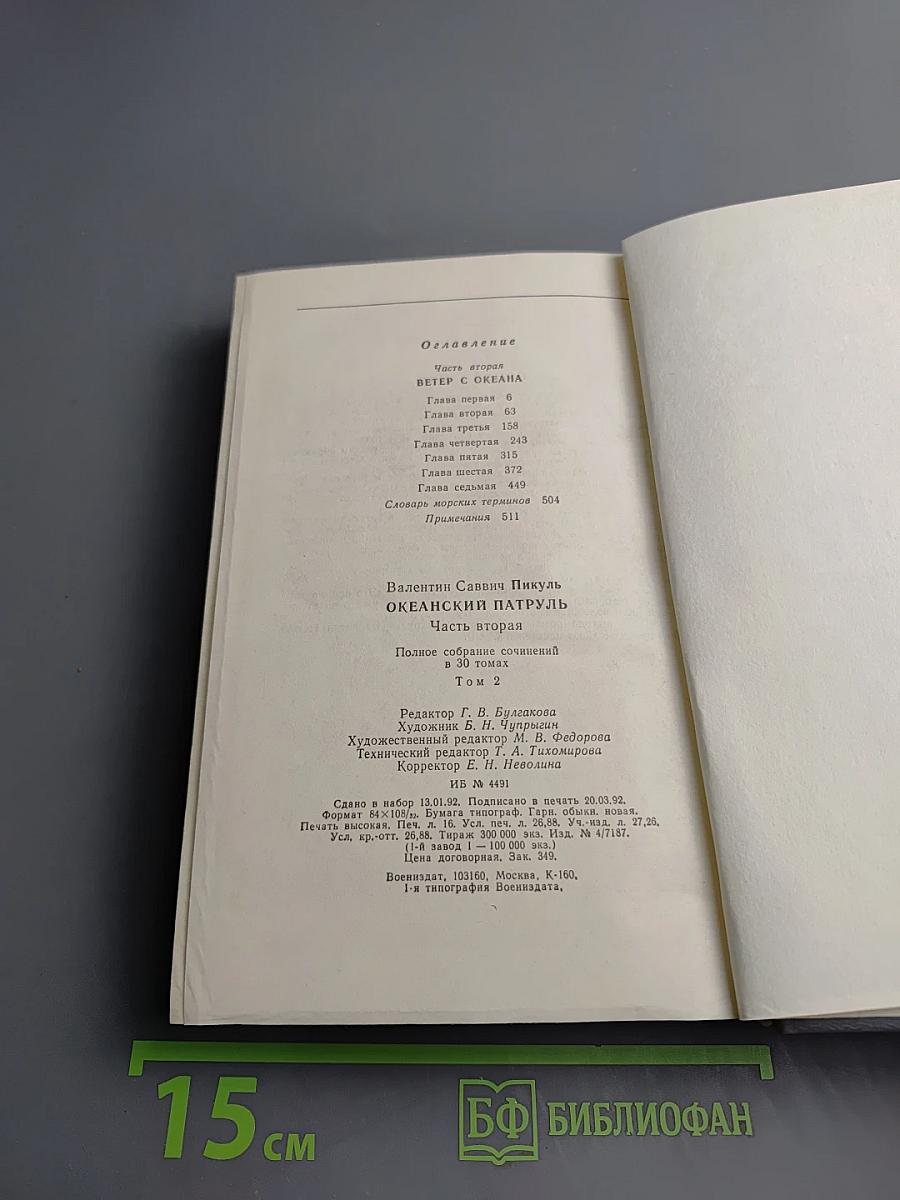 Оглавление
Часть вторая
ВЕТЕР С ОКЕАНА
Глава первая 6
Глава вторая 63
Глава третья 158
Глава четвертая 243
Глава пятая 315
Глава шестая 372
Глава седьмая 449
Словарь морских терминов 504
Примечания 511
Валентин Саввич Пикуль
ОКЕАНСКИЙ ПАТРУЛЬ
Часть вторая
Полное собрание сочинений
в 30 томах
Том 2
Редактор Г. В. Булгакова
Художник Б. Н. Чупрыгин
Художественный редактор М. В. Федорова
Технический редактор Т. А. Тихомирова
Корректор Е. Н. Неволина
ИБ № 4491
Сдано в набор 13.01.92. Подписано в печать 20.03.92.
Формат 84×108/32. Бумага типограф. Гарн. обыкн. новая.
Печать высокая. Печ. л. 16. Усл. печ. л. 26,88. Уч.-изд. л. 27,26.
Усл. кр.-отт. 26,88. Тираж 300 000 экз. Изд. № 4/7187.
(1-й завод 1 — 100 000 экз.)
Цена договорная. Зак. 349.
Воениздат, 103160, Москва, К-160.
1-я типография Воениздата.
15 см
БФ БИБЛИОФАН